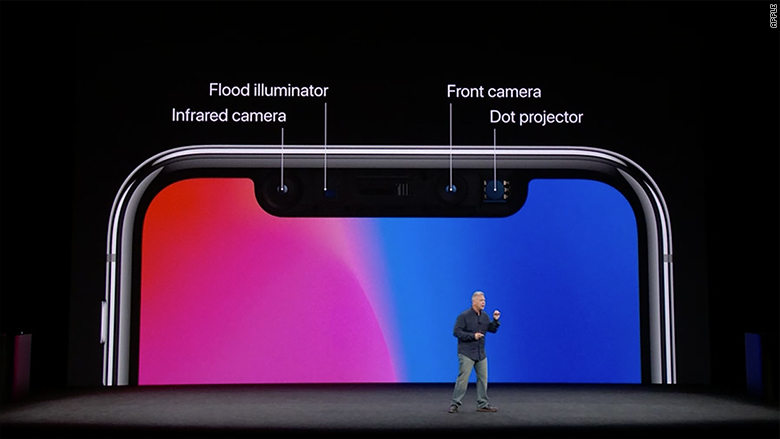 APPLE
Flood illuminator
Front camera
Infrared camera
Dot projector